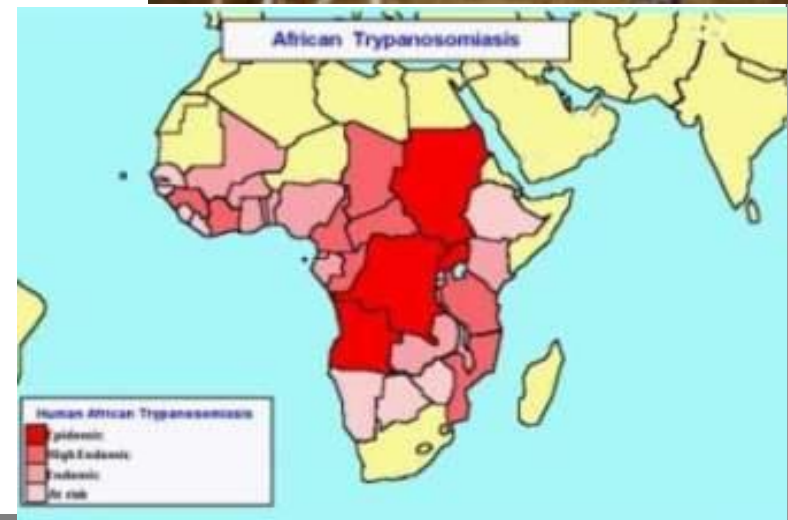 African Trypanosomiasis
Human African Trypanosomiasis
Epidemic
High Endemic
Endemic
At risk